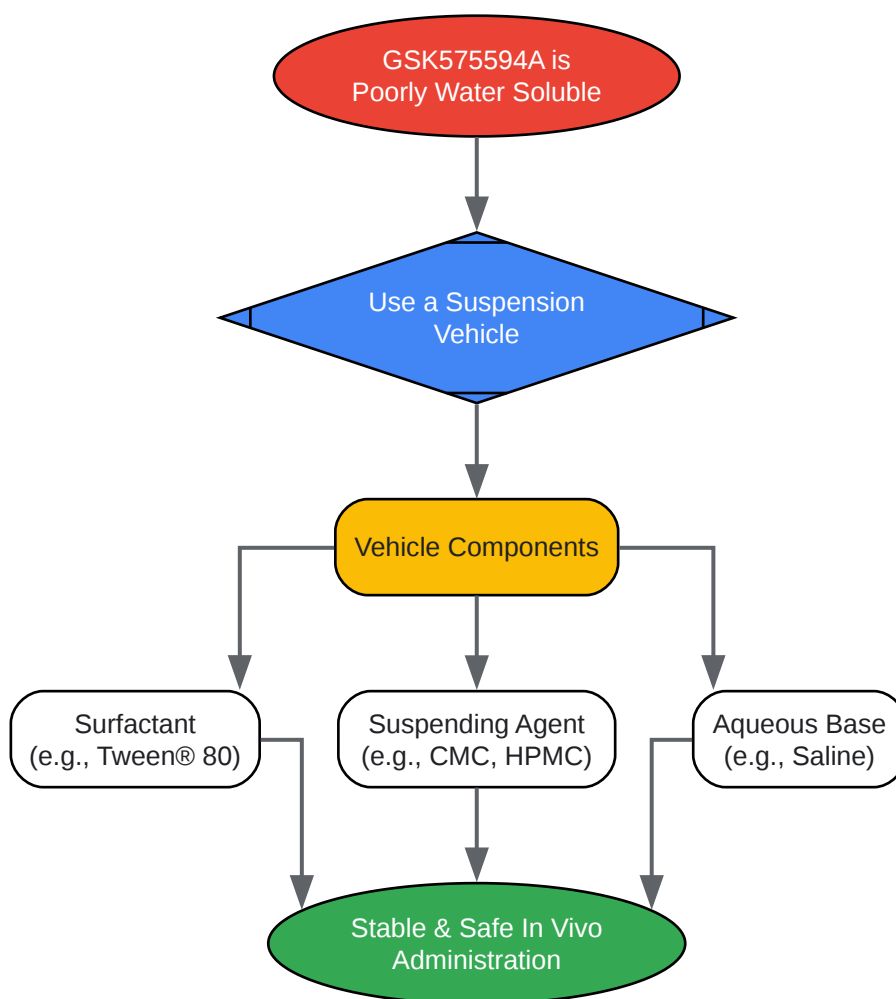 GSK575594A is
Poorly Water Soluble
Use a Suspension
Vehicle
Vehicle Components
Surfactant
(e.g., Tween® 80)
Suspending Agent
(e.g., CMC, HPMC)
Aqueous Base
(e.g., Saline)
Stable & Safe In Vivo
Administration